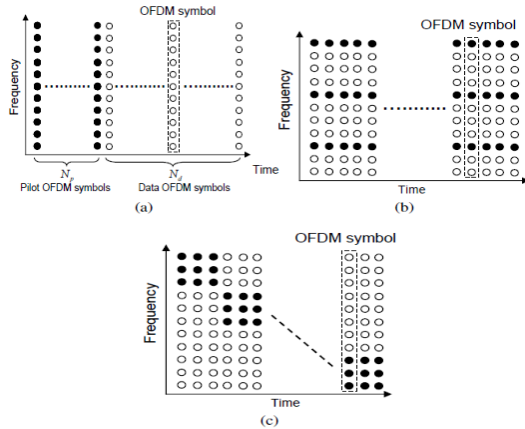 OFDM symbol
Frequency
Time
N_p
N_d
Pilot OFDM symbols
Data OFDM symbols
(a)
OFDM symbol
Frequency
Time
(b)
OFDM symbol
Frequency
Time
(c)